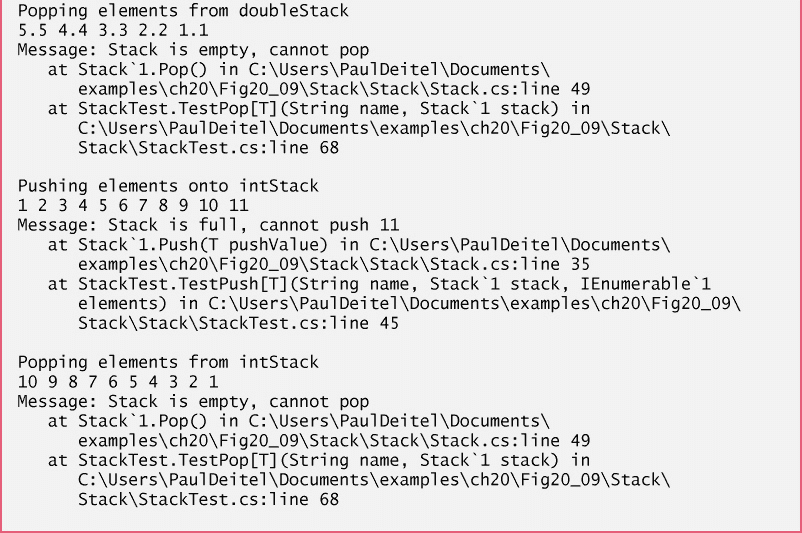 Popping elements from doubleStack
5.5 4.4 3.3 2.2 1.1
Message: Stack is empty, cannot pop
   at Stack`1.Pop() in C:\Users\PaulDeitel\Documents\
      examples\ch20\Fig20_09\Stack\Stack\Stack.cs:line 49
   at StackTest.TestPop[T](String name, Stack`1 stack) in
      C:\Users\PaulDeitel\Documents\examples\ch20\Fig20_09\Stack\
      Stack\StackTest.cs:line 68

Pushing elements onto intStack
1 2 3 4 5 6 7 8 9 10 11
Message: Stack is full, cannot push 11
   at Stack`1.Push(T pushValue) in C:\Users\PaulDeitel\Documents\
      examples\ch20\Fig20_09\Stack\Stack\Stack.cs:line 35
   at StackTest.TestPush[T](String name, Stack`1 stack, IEnumerable`1
      elements) in C:\Users\PaulDeitel\Documents\examples\ch20\Fig20_09\
      Stack\Stack\StackTest.cs:line 45

Popping elements from intStack
10 9 8 7 6 5 4 3 2 1
Message: Stack is empty, cannot pop
   at Stack`1.Pop() in C:\Users\PaulDeitel\Documents\
      examples\ch20\Fig20_09\Stack\Stack\Stack.cs:line 49
   at StackTest.TestPop[T](String name, Stack`1 stack) in
      C:\Users\PaulDeitel\Documents\examples\ch20\Fig20_09\Stack\
      Stack\StackTest.cs:line 68